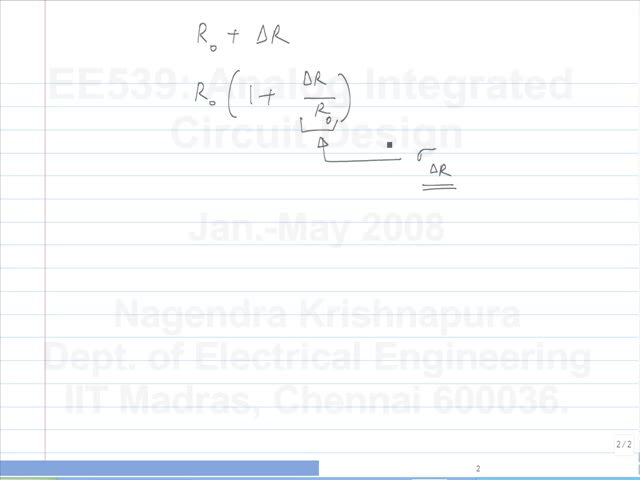 R₀ + ΔR
R₀ (1 + ΔR/R₀)
σ_ΔR
EE539: Analog Integrated
Circuit Design
Jan.-May 2008
Nagendra Krishnapura
Dept. of Electrical Engineering
IIT Madras, Chennai 600036.
2/2
2